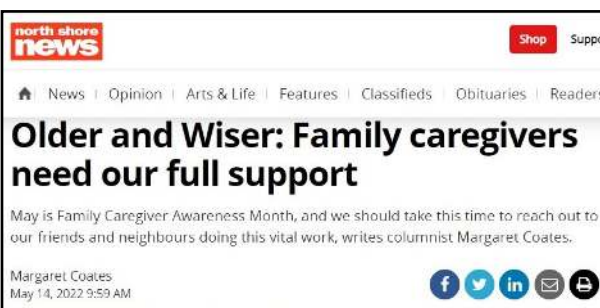 north shore
news
Shop Suppo
News Opinion Arts & Life Features Classifieds Obituaries Readers
Older and Wiser: Family caregivers
need our full support
May is Family Caregiver Awareness Month, and we should take this time to reach out to
our friends and neighbours doing this vital work, writes columnist Margaret Coates.
Margaret Coates
May 14, 2022 9:59 AM